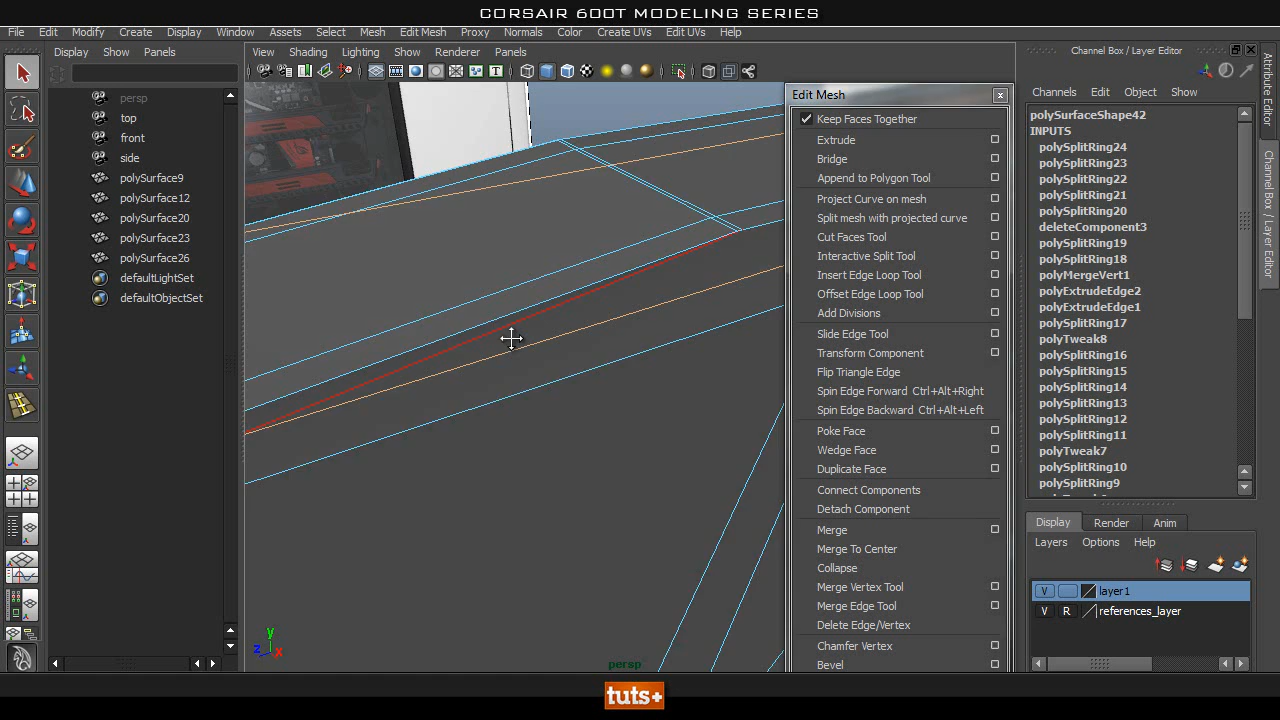 CORSAIR 600T MODELING SERIES
File Edit Modify Create Display Window Assets Select Mesh Edit Mesh Proxy Normals Color Create UVs Edit UVs Help
Display Show Panels
View Shading Lighting Show Renderer Panels
Channel Box / Layer Editor
Channels Edit Object Show
persp
top
front
side
polySurface9
polySurface12
polySurface20
polySurface23
polySurface26
defaultLightSet
defaultObjectSet
Edit Mesh
Keep Faces Together
Extrude
Bridge
Append to Polygon Tool
Project Curve on mesh
Split mesh with projected curve
Cut Faces Tool
Interactive Split Tool
Insert Edge Loop Tool
Offset Edge Loop Tool
Add Divisions
Slide Edge Tool
Transform Component
Flip Triangle Edge
Spin Edge Forward Ctrl+Alt+Right
Spin Edge Backward Ctrl+Alt+Left
Poke Face
Wedge Face
Duplicate Face
Connect Components
Detach Component
Merge
Merge To Center
Collapse
Merge Vertex Tool
Merge Edge Tool
Delete Edge/Vertex
Chamfer Vertex
Bevel
polySurfaceShape42
INPUTS
polySplitRing24
polySplitRing23
polySplitRing22
polySplitRing21
polySplitRing20
deleteComponent3
polySplitRing19
polySplitRing18
polyMergeVert1
polyExtrudeEdge2
polyExtrudeEdge1
polySplitRing17
polyTweak8
polySplitRing16
polySplitRing15
polySplitRing14
polySplitRing13
polySplitRing12
polySplitRing11
polyTweak7
polySplitRing10
polySplitRing9
Display Render Anim
Layers Options Help
V layer1
V R references_layer
Attribute Editor
Channel Box / Layer Editor
y
z x
persp
tuts+